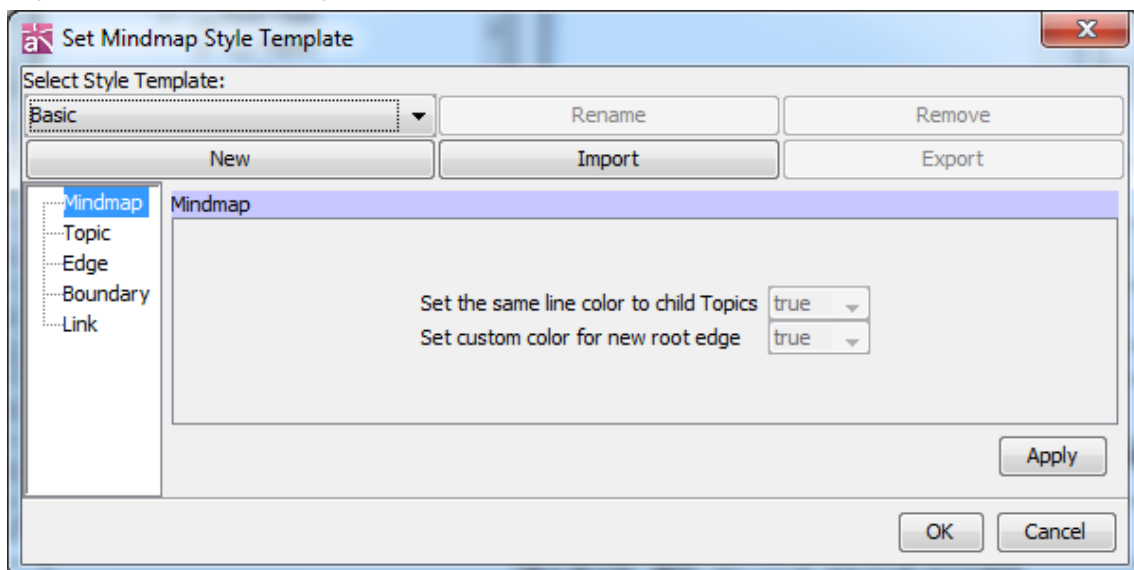 Set Mindmap Style Template
Select Style Template:
Basic Rename Remove
New Import Export
Mindmap
Topic
Edge
Boundary
Link
Mindmap
Set the same line color to child Topics true
Set custom color for new root edge true
Apply
OK Cancel